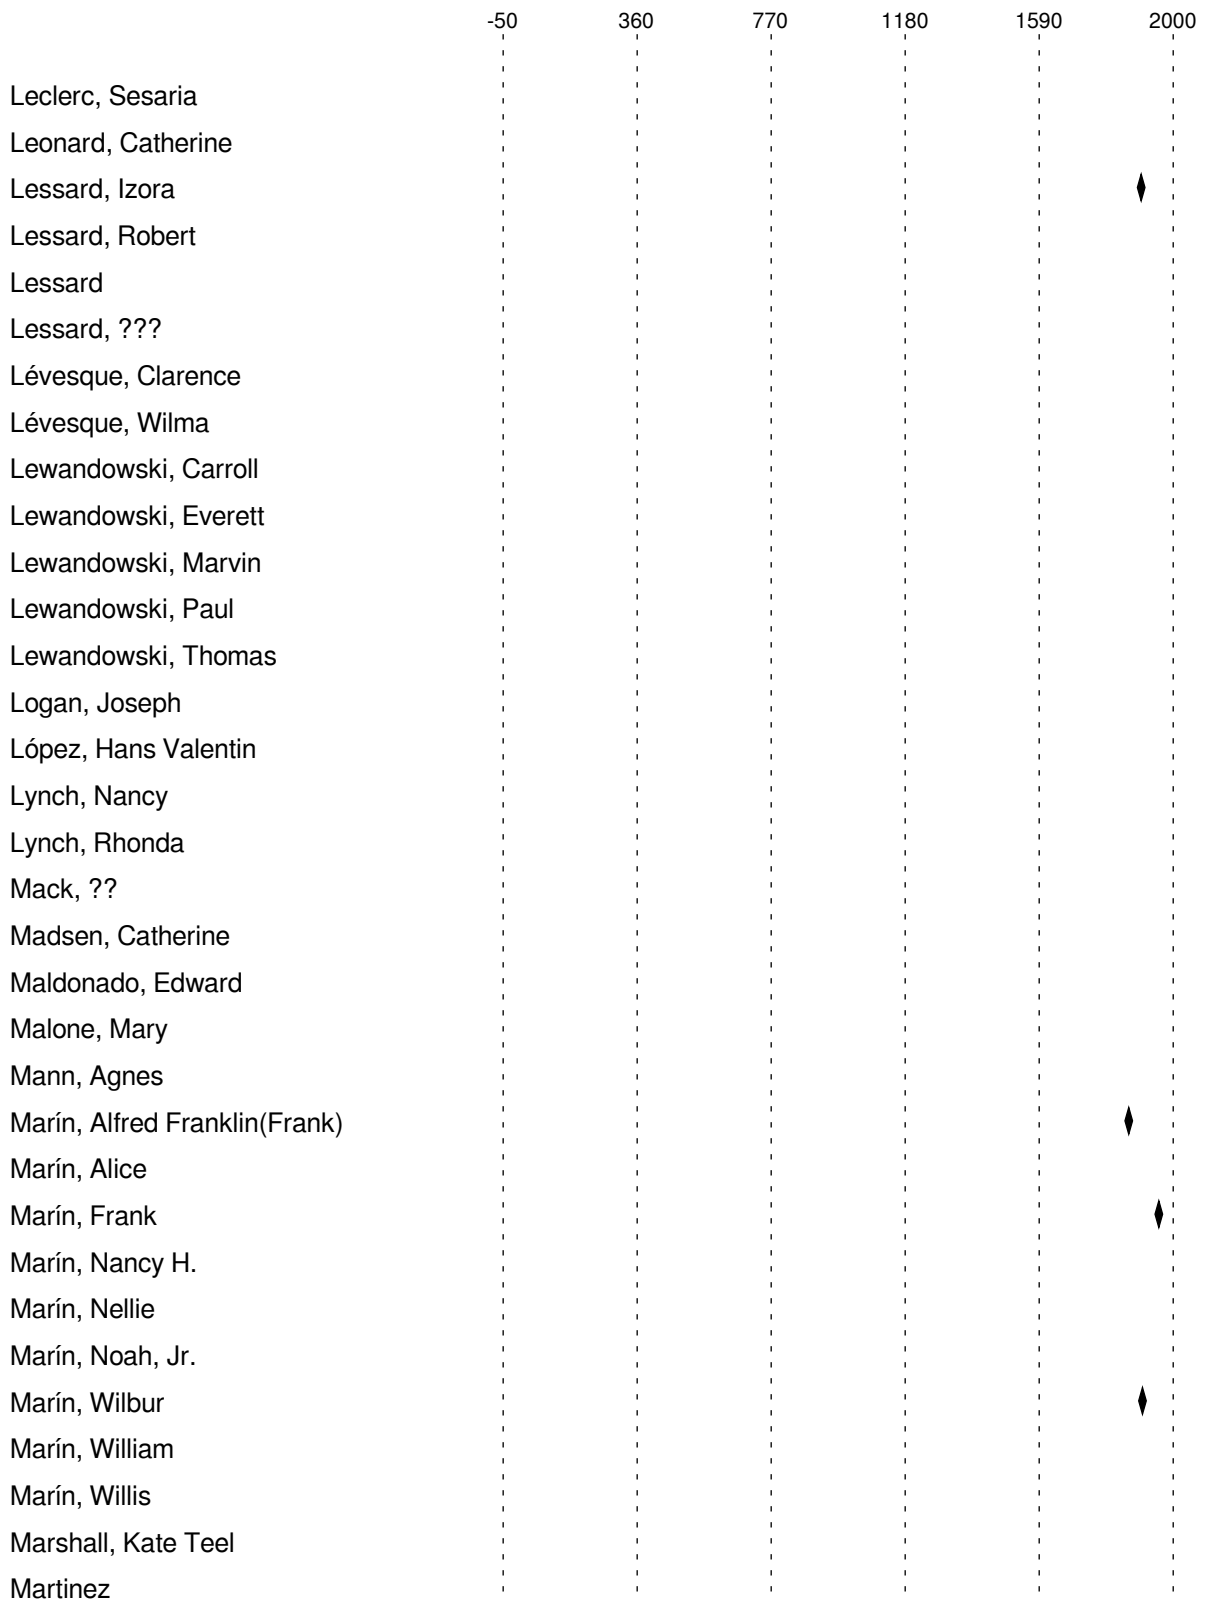 -50 360 770 1180 1590 2000
Leclerc, Sesaria
Leonard, Catherine
Lessard, Izora
Lessard, Robert
Lessard
Lessard, ???
Lévesque, Clarence
Lévesque, Wilma
Lewandowski, Carroll
Lewandowski, Everett
Lewandowski, Marvin
Lewandowski, Paul
Lewandowski, Thomas
Logan, Joseph
López, Hans Valentin
Lynch, Nancy
Lynch, Rhonda
Mack, ??
Madsen, Catherine
Maldonado, Edward
Malone, Mary
Mann, Agnes
Marín, Alfred Franklin(Frank)
Marín, Alice
Marín, Frank
Marín, Nancy H.
Marín, Nellie
Marín, Noah, Jr.
Marín, Wilbur
Marín, William
Marín, Willis
Marshall, Kate Teel
Martinez